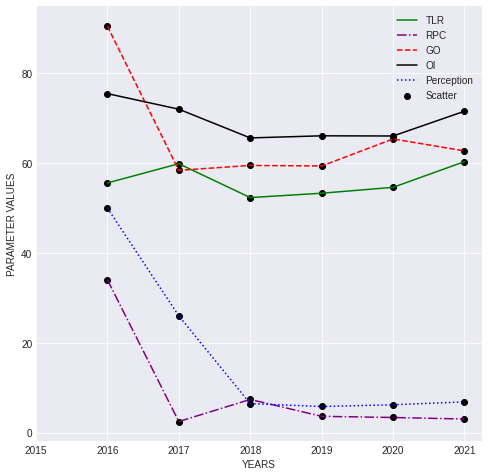 TLR
RPC
GO
OI
Perception
Scatter
PARAMETER VALUES
80
60
40
20
0
2015 2016 2017 2018 2019 2020 2021
YEARS